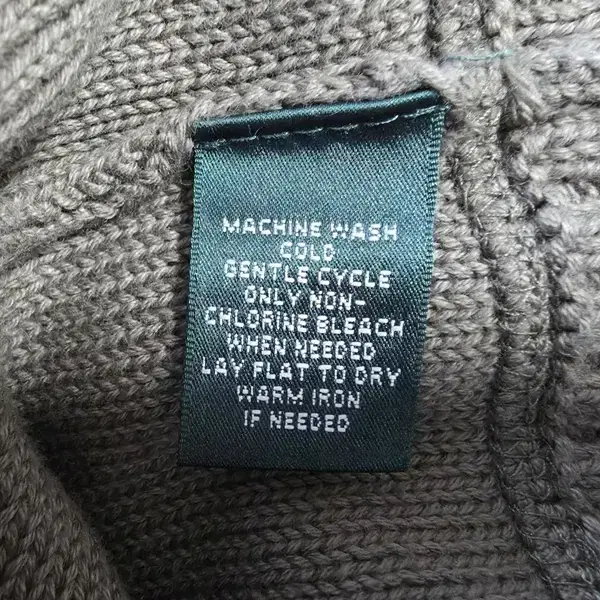 MACHINE WASH
COLD
GENTLE CYCLE
ONLY NON-
CHLORINE BLEACH
WHEN NEEDED
LAY FLAT TO DRY
WARM IRON
IF NEEDED